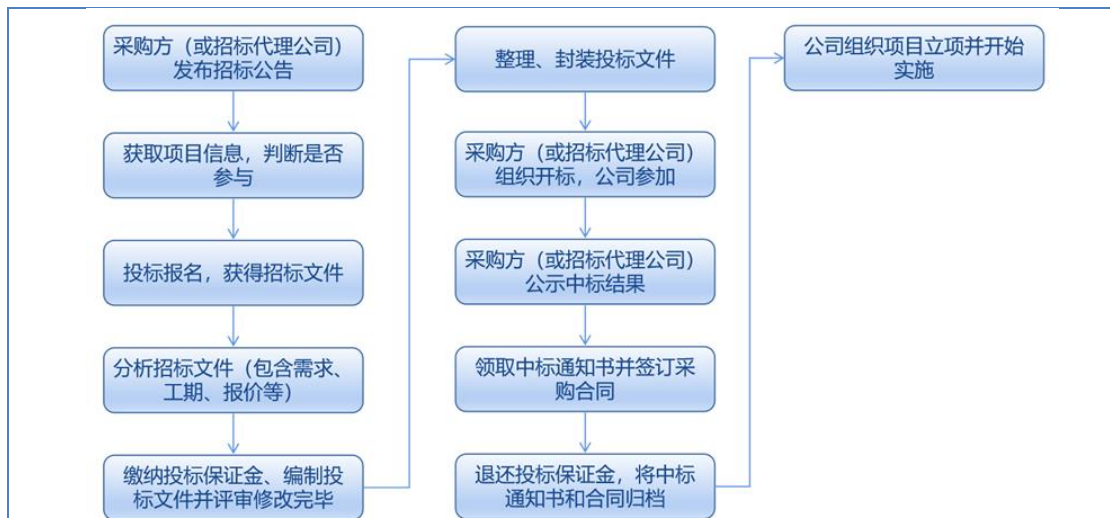 采购方（或招标代理公司）
发布招标公告
获取项目信息，判断是否
参与
投标报名，获得招标文件
分析招标文件（包含需求、
工期、报价等）
缴纳投标保证金、编制投
标文件并评审修改完毕
整理、封装投标文件
采购方（或招标代理公司）
组织开标，公司参加
采购方（或招标代理公司）
公示中标结果
领取中标通知书并签订采
购合同
退还投标保证金，将中标
通知书和合同归档
公司组织项目立项并开始
实施